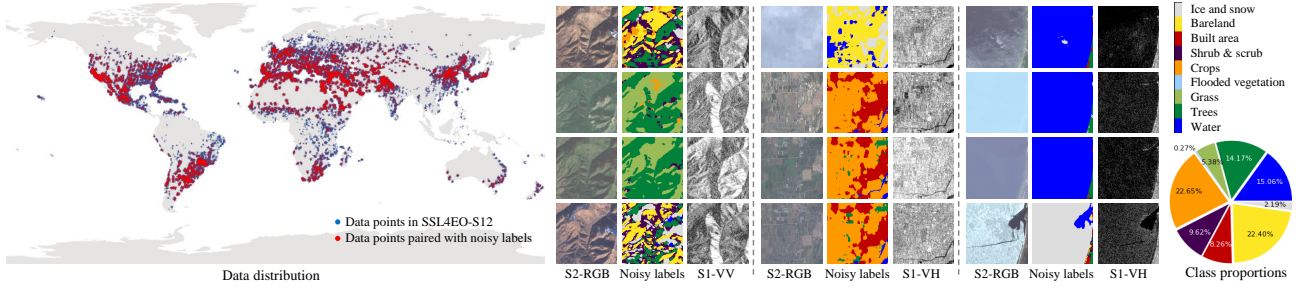 Data points in SSL4EO-S12
Data points paired with noisy labels
Data distribution
S2-RGB Noisy labels S1-VV
S2-RGB Noisy labels S1-VH
S2-RGB Noisy labels S1-VH
Ice and snow
Bareland
Built area
Shrub & scrub
Crops
Flooded vegetation
Grass
Trees
Water
0.27%
5.38%
14.17%
15.06%
22.65%
2.19%
9.62%
8.26%
22.40%
Class proportions